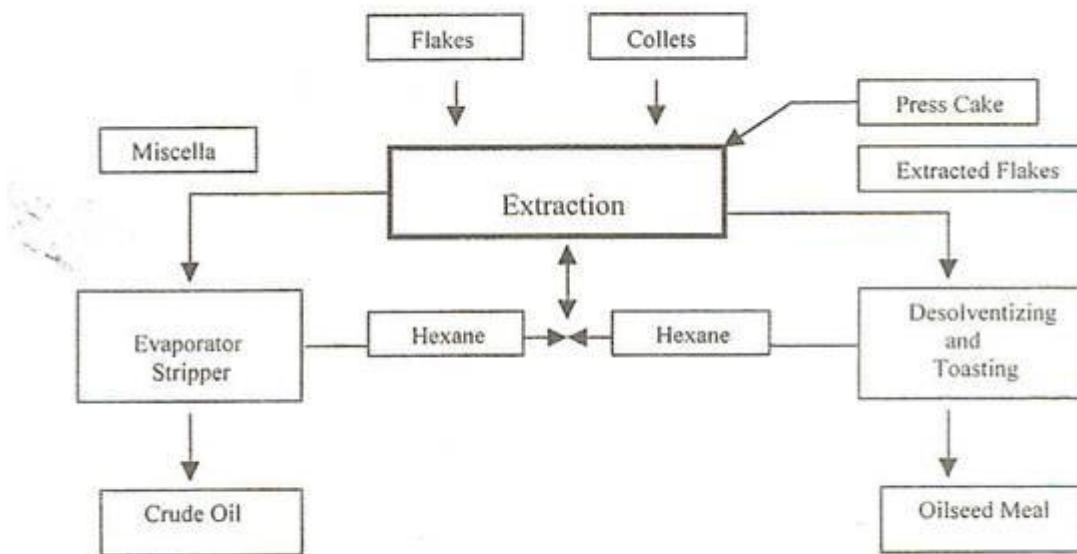 Flakes
Collets
Press Cake
Miscella
Extracted Flakes
Extraction
Hexane
Hexane
Evaporator
Stripper
Desolventizing
and
Toasting
Crude Oil
Oilseed Meal